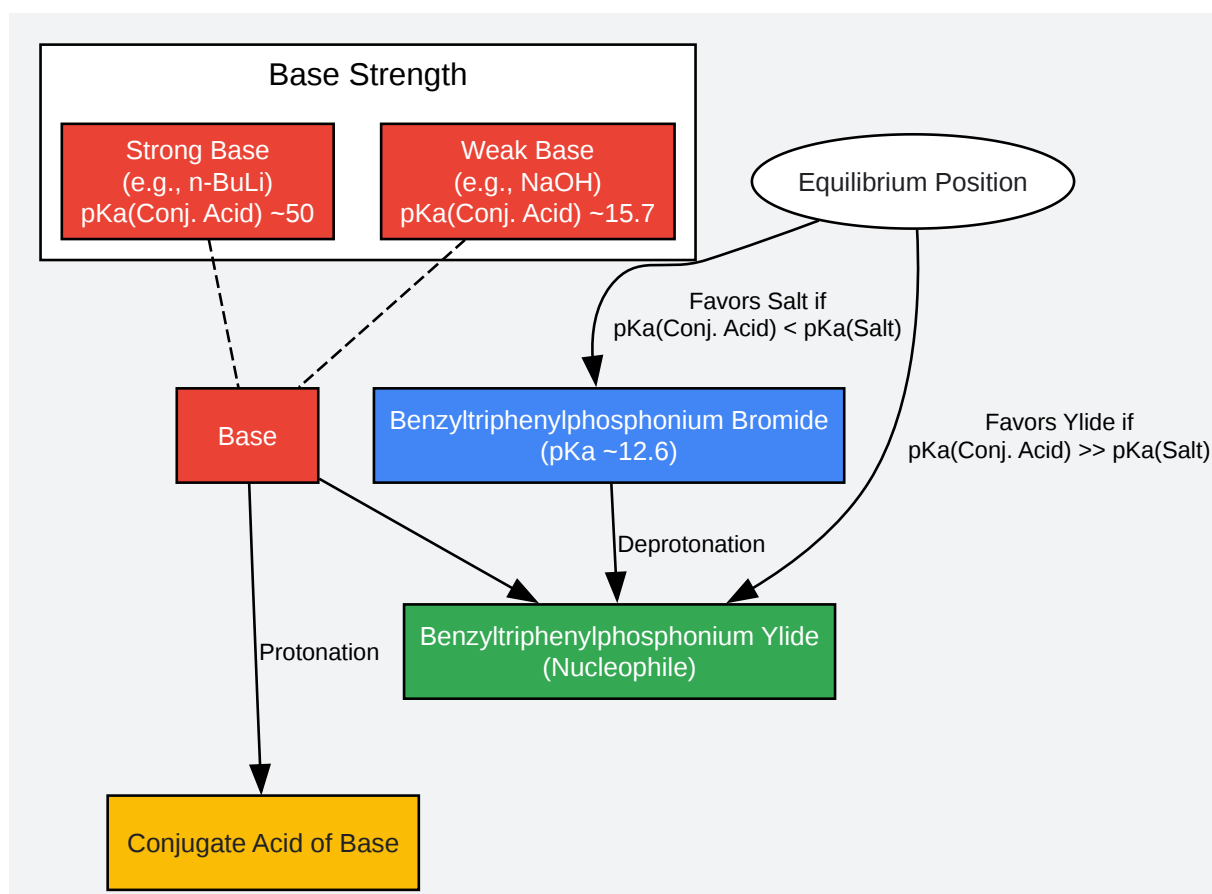 Base Strength
Strong Base
(e.g., n-BuLi)
pKa(Conj. Acid) ~50
Weak Base
(e.g., NaOH)
pKa(Conj. Acid) ~15.7
Equilibrium Position
Favors Salt if
pKa(Conj. Acid) < pKa(Salt)
Base
Benzyltriphenylphosphonium Bromide
(pKa ~12.6)
Favors Ylide if
pKa(Conj. Acid) >> pKa(Salt)
Deprotonation
Benzyltriphenylphosphonium Ylide
(Nucleophile)
Protonation
Conjugate Acid of Base